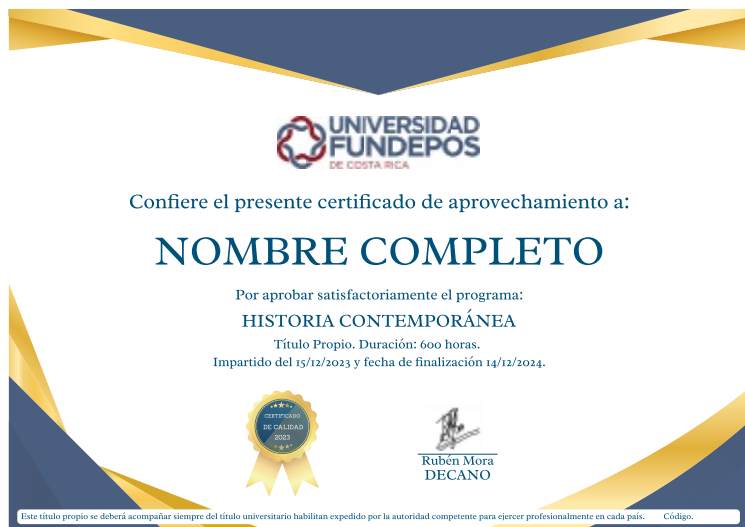 UNIVERSIDAD
FUNDEPOS
DE COSTA RICA
Confiere el presente certificado de aprovechamiento a:
NOMBRE COMPLETO
Por aprobar satisfactoriamente el programa:
HISTORIA CONTEMPORÁNEA
Título Propio. Duración: 600 horas.
Impartido del 15/12/2023 y fecha de finalización 14/12/2024.
CERTIFICADO
DE CALIDAD
2023
Rubén Mora
DECANO
Este título propio se deberá acompañar siempre del título universitario habilitan expedido por la autoridad competente para ejercer profesionalmente en cada país. Código.